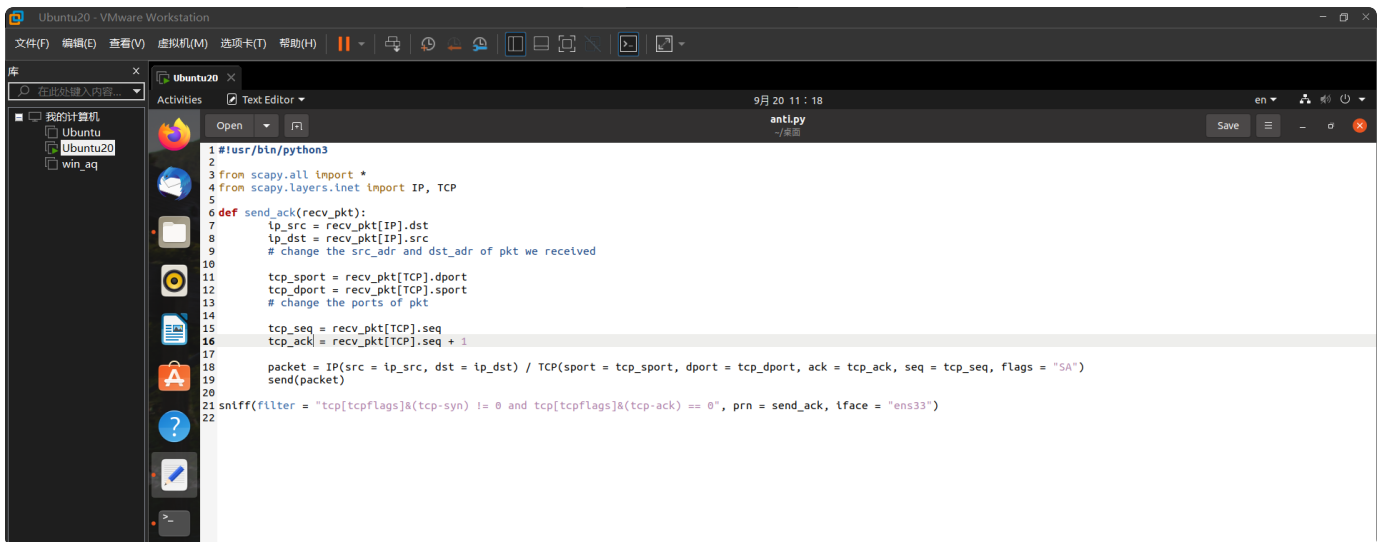 Ubuntu20 - VMware Workstation
文件(F) 编辑(E) 查看(V) 虚拟机(M) 选项卡(T) 帮助(H)
库
在此处键入内容...
我的计算机
Ubuntu
Ubuntu20
win_aq
Ubuntu20
Activities Text Editor 9月 20 11：18 en
Open anti.py Save
~/桌面
1 #!usr/bin/python3
2
3 from scapy.all import *
4 from scapy.layers.inet import IP, TCP
5
6 def send_ack(recv_pkt):
7 ip_src = recv_pkt[IP].dst
8 ip_dst = recv_pkt[IP].src
9 # change the src_adr and dst_adr of pkt we received
10
11 tcp_sport = recv_pkt[TCP].dport
12 tcp_dport = recv_pkt[TCP].sport
13 # change the ports of pkt
14
15 tcp_seq = recv_pkt[TCP].seq
16 tcp_ack = recv_pkt[TCP].seq + 1
17
18 packet = IP(src = ip_src, dst = ip_dst) / TCP(sport = tcp_sport, dport = tcp_dport, ack = tcp_ack, seq = tcp_seq, flags = "SA")
19 send(packet)
20
21 sniff(filter = "tcp[tcpflags]&(tcp-syn) != 0 and tcp[tcpflags]&(tcp-ack) == 0", prn = send_ack, iface = "ens33")
22